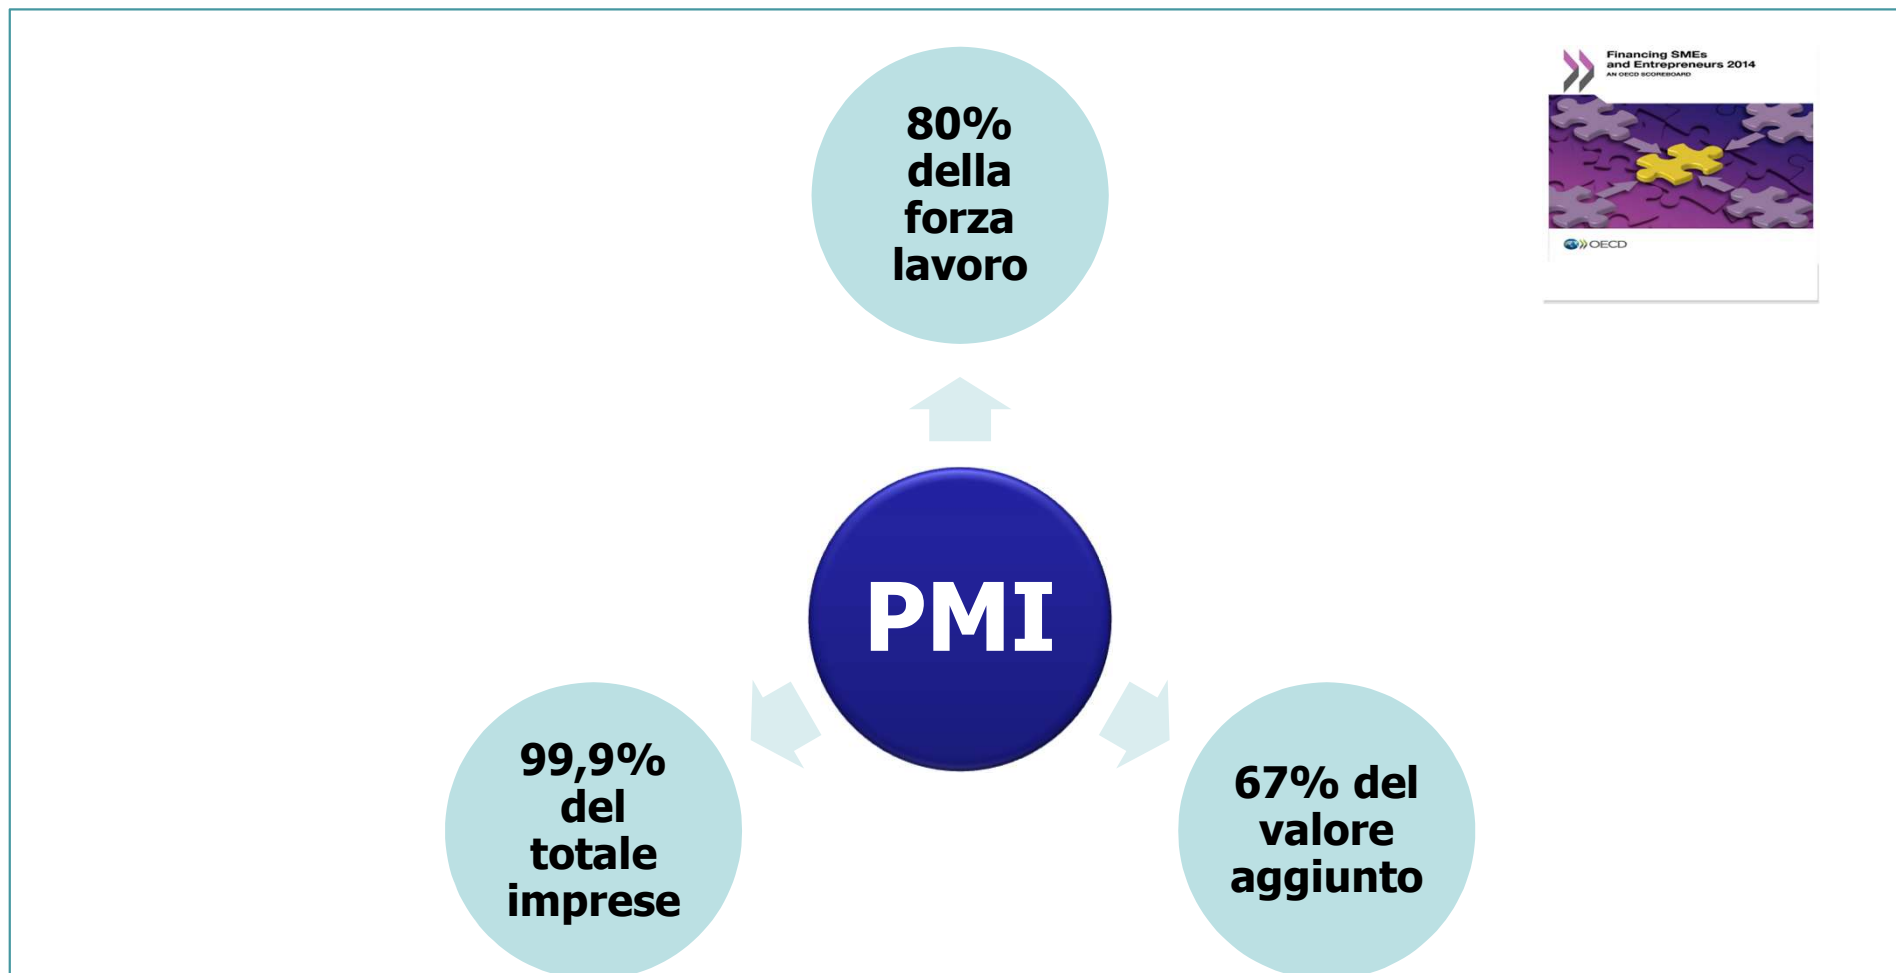 Financing SMEs
and Entrepreneurs 2014
AN OECD SCOREBOARD
OECD
80%
della
forza
lavoro
PMI
99,9%
del
totale
imprese
67% del
valore
aggiunto